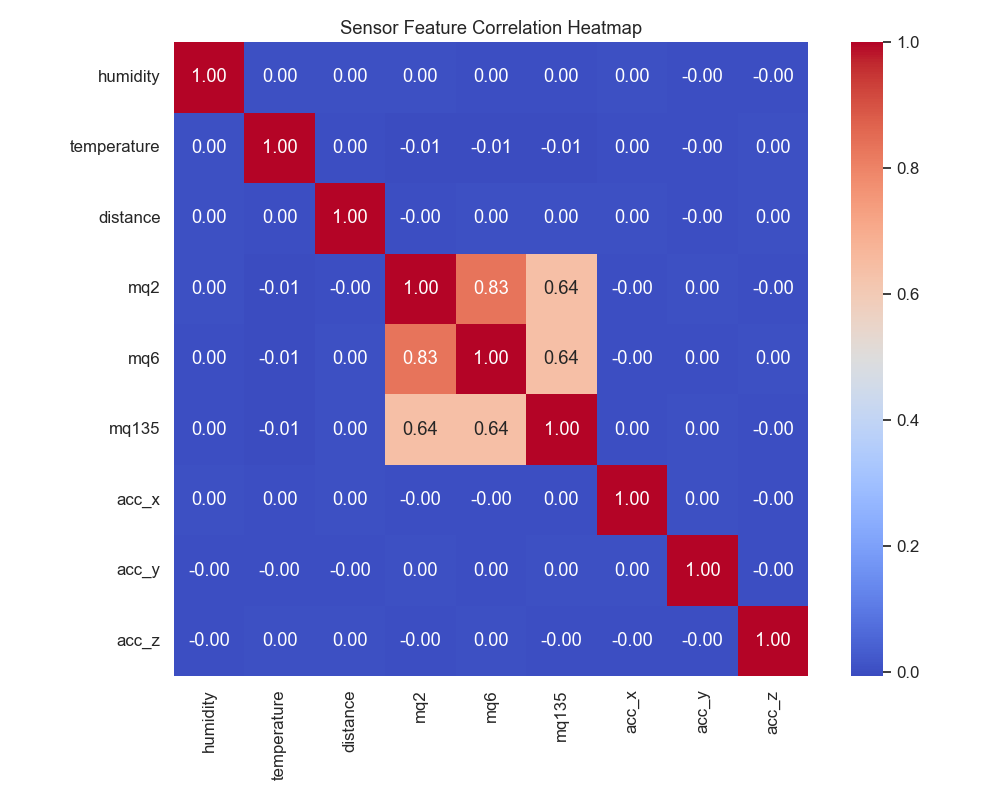 Sensor Feature Correlation Heatmap
humidity 1.00 0.00 0.00 0.00 0.00 0.00 0.00 -0.00 -0.00
temperature 0.00 1.00 0.00 -0.01 -0.01 -0.01 0.00 -0.00 0.00
distance 0.00 0.00 1.00 -0.00 0.00 0.00 0.00 -0.00 0.00
mq2 0.00 -0.01 -0.00 1.00 0.83 0.64 -0.00 0.00 -0.00
mq6 0.00 -0.01 0.00 0.83 1.00 0.64 -0.00 0.00 0.00
mq135 0.00 -0.01 0.00 0.64 0.64 1.00 0.00 0.00 -0.00
acc_x 0.00 0.00 0.00 -0.00 -0.00 0.00 1.00 0.00 -0.00
acc_y -0.00 -0.00 -0.00 0.00 0.00 0.00 0.00 1.00 -0.00
acc_z -0.00 0.00 0.00 -0.00 0.00 -0.00 -0.00 -0.00 1.00
humidity temperature distance mq2 mq6 mq135 acc_x acc_y acc_z
1.0
0.8
0.6
0.4
0.2
0.0